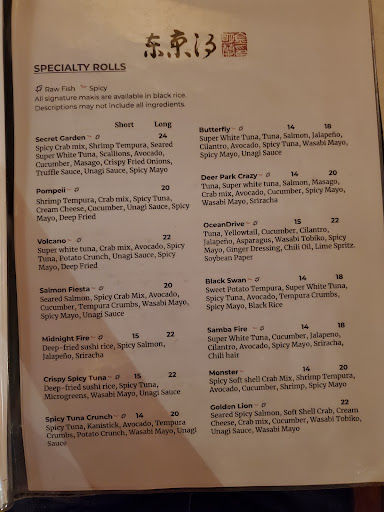 东京
SPECIALTY ROLLS
Raw Fish Spicy
All signature makis are available in black rice.
Descriptions may not include all ingredients.
Short Long
Secret Garden 24
Spicy Crab mix, Shrimp Tempura, Seared
Super White Tuna, Scallions, Avocado,
Cucumber, Masago, Crispy Fried Onions,
Truffle Sauce, Unagi Sauce, Spicy Mayo
Pompeii 20
Shrimp Tempura, Crab mix, Spicy Tuna,
Cream Cheese, Cucumber, Unagi Sauce, Spicy
Mayo, Deep Fried
Volcano 22
Super white tuna, Crab mix, Avocado, Spicy
Tuna, Potato Crunch, Unagi Sauce, Spicy
Mayo, Deep Fried
Salmon Fiesta 20
Seared Salmon, Spicy Crab Mix, Avocado,
Cucumber, Tempura Crumbs, Wasabi Mayo,
Spicy Mayo, Unagi Sauce
Midnight Fire 15 22
Deep-fried sushi rice, Spicy Salmon,
Jalapeño, Sriracha
Crispy Spicy Tuna 15 22
Deep-fried sushi rice, Spicy Tuna,
Microgreens, Wasabi Mayo, Unagi Sauce
Spicy Tuna Crunch 14 20
Spicy Tuna, Kanistick, Avocado, Tempura
Crumbs, Potato Crunch, Wasabi Mayo, Unagi
Sauce
Butterfly 14 18
Super White Tuna, Tuna, Salmon, Jalapeño,
Cilantro, Avocado, Spicy Tuna, Wasabi Mayo,
Spicy Mayo, Unagi Sauce
Deer Park Crazy 14 20
Tuna, Super white tuna, Salmon, Masago,
Crab mix, Avocado, Cucumber, Spicy Mayo,
Wasabi Mayo, Sriracha
OceanDrive 15 22
Tuna, Yellowtail, Cucumber, Cilantro,
Jalapeño, Asparagus, Wasabi Tobiko, Spicy
Mayo, Ginger Dressing, Chili Oil, Lime Spritz.
Soybean Paper
Black Swan 14 18
Sweet Potato Tempura, Super White Tuna,
Spicy Tuna, Avocado, Tempura Crumbs,
Spicy Mayo, Black Rice
Samba Fire 14 18
Super White Tuna, Cucumber, Jalapeno,
Cilantro, Avocado, Spicy Mayo, Sriracha,
Chili hair
Monster 14 20
Spicy Soft shell Crab Mix, Shrimp Tempura,
Avocado, Cucumber, Shrimp, Spicy Mayo
Golden Lion 22
Seared Spicy Salmon, Soft Shell Crab, Cream
Cheese, Crab mix, Cucumber, Wasabi Tobiko,
Unagi Sauce, Wasabi Mayo